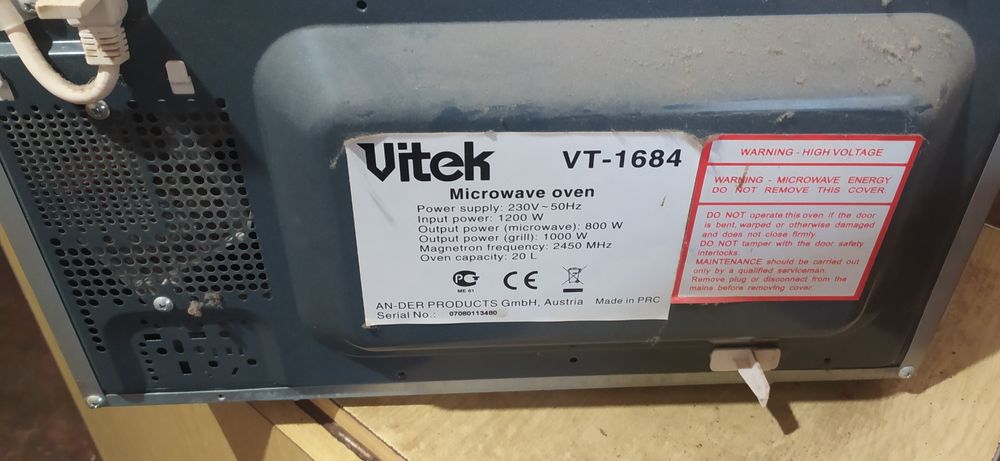 Vitek VT-1684
Microwave oven
Power supply: 230V ~ 50Hz
Input power: 1200 W
Output power (microwave): 800 W
Output power (grill): 1000 W
Magnetron frequency: 2450 MHz
Oven capacity: 20 L
ME 61
CE
AN-DER PRODUCTS GmbH, Austria Made in PRC
Serial No.: 07080113480
WARNING - HIGH VOLTAGE
WARNING - MICROWAVE ENERGY
DO NOT REMOVE THIS COVER.
DO NOT operate this oven if the door
is bent, warped or otherwise damaged
and does not close firmly.
DO NOT tamper with the door safety
interlocks.
MAINTENANCE should be carried out
only by a qualified serviceman.
Remove plug or disconnect from the
mains before removing cover.